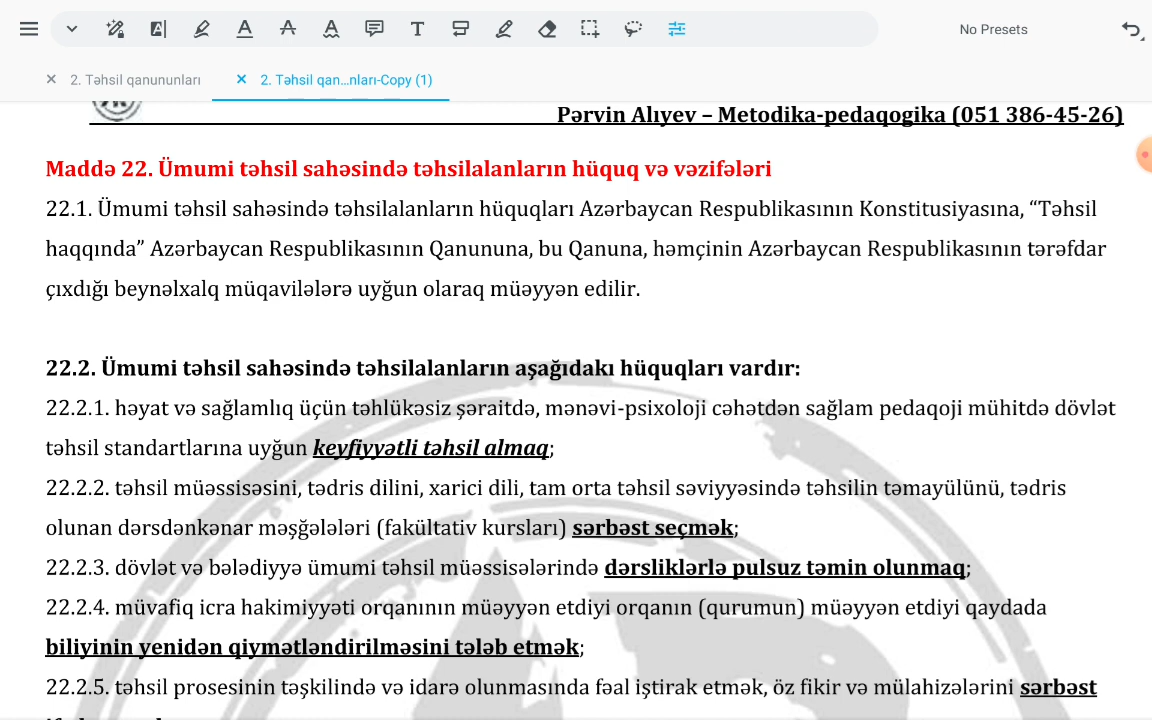 No Presets
2. Təhsil qanununları
2. Təhsil qan...nları-Copy (1)
Pərvin Alıyev – Metodika-pedaqogika (051 386-45-26)
Maddə 22. Ümumi təhsil sahəsində təhsilalanların hüquq və vəzifələri
22.1. Ümumi təhsil sahəsində təhsilalanların hüquqları Azərbaycan Respublikasının Konstitusiyasına, “Təhsil
haqqında” Azərbaycan Respublikasının Qanununa, bu Qanuna, həmçinin Azərbaycan Respublikasının tərəfdar
çıxdığı beynəlxalq müqavilələrə uyğun olaraq müəyyən edilir.
22.2. Ümumi təhsil sahəsində təhsilalanların aşağıdakı hüquqları vardır:
22.2.1. həyat və sağlamlıq üçün təhlükəsiz şəraitdə, mənəvi-psixoloji cəhətdən sağlam pedaqoji mühitdə dövlət
təhsil standartlarına uyğun keyfiyyətli təhsil almaq;
22.2.2. təhsil müəssisəsini, tədris dilini, xarici dili, tam orta təhsil səviyyəsində təhsilin təmayülünü, tədris
olunan dərsdənkənar məşğələləri (fakültativ kursları) sərbəst seçmək;
22.2.3. dövlət və bələdiyyə ümumi təhsil müəssisələrində dərsliklərlə pulsuz təmin olunmaq;
22.2.4. müvafiq icra hakimiyyəti orqanının müəyyən etdiyi orqanın (qurumun) müəyyən etdiyi qaydada
biliyinin yenidən qiymətləndirilməsini tələb etmək;
22.2.5. təhsil prosesinin təşkilində və idarə olunmasında fəal iştirak etmək, öz fikir və mülahizələrini sərbəst